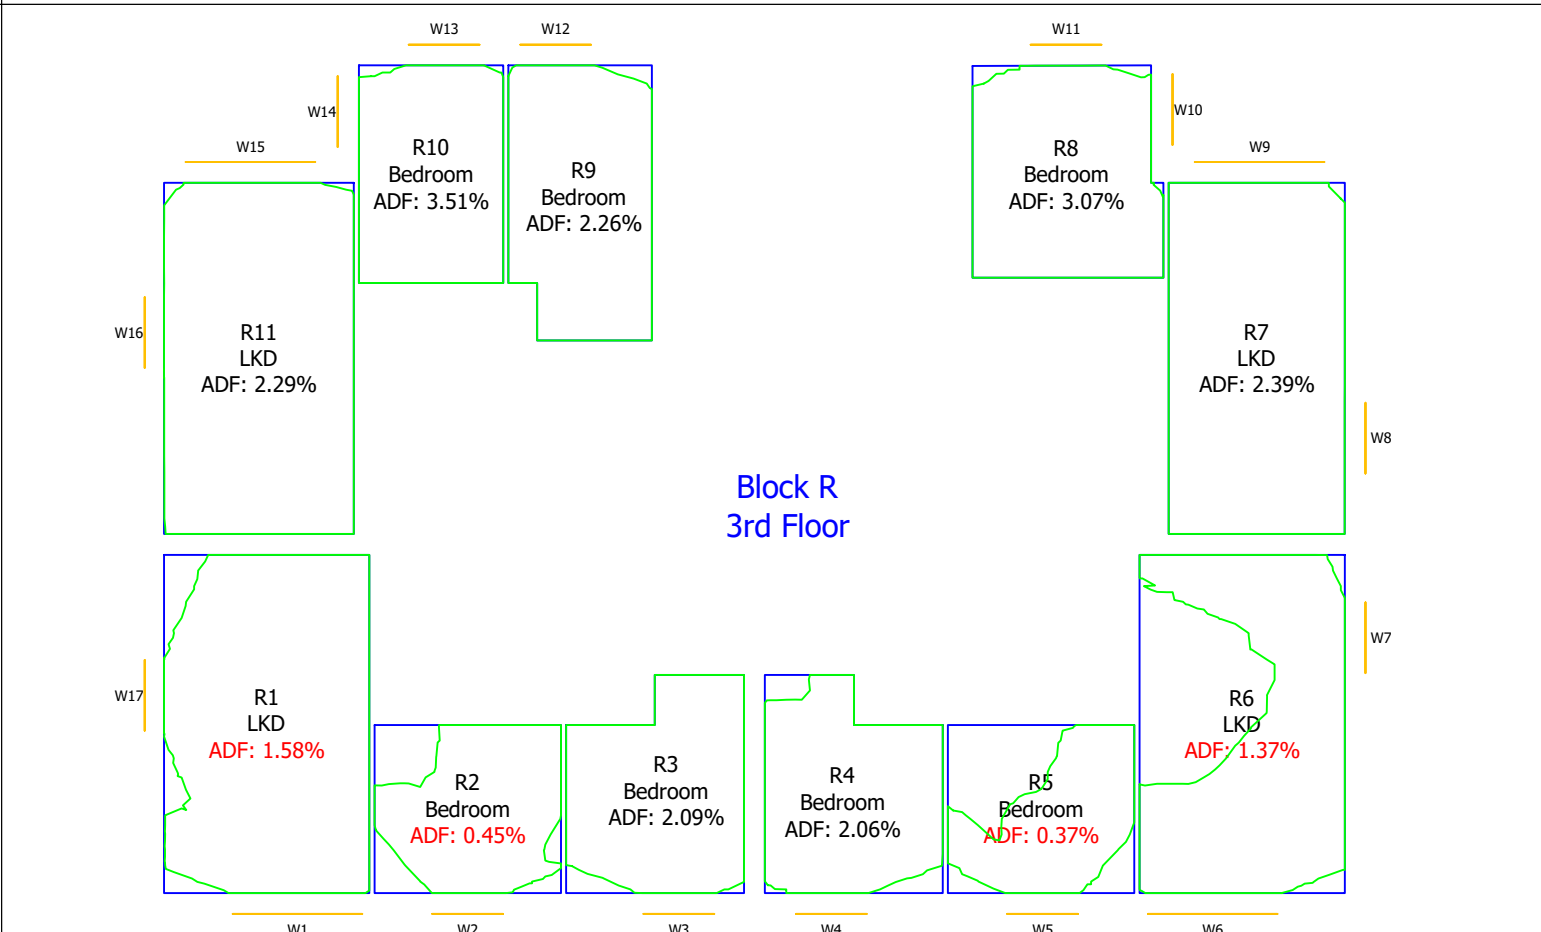 W13
W12
W11
W14
W10
W15
W9
R10
Bedroom
ADF: 3.51%
R9
Bedroom
ADF: 2.26%
R8
Bedroom
ADF: 3.07%
W16
R11
LKD
ADF: 2.29%
R7
LKD
ADF: 2.39%
W8
Block R
3rd Floor
W7
W17
R1
LKD
ADF: 1.58%
R6
LKD
ADF: 1.37%
R2
Bedroom
ADF: 0.45%
R3
Bedroom
ADF: 2.09%
R4
Bedroom
ADF: 2.06%
R5
Bedroom
ADF: 0.37%
W1
W2
W3
W4
W5
W6